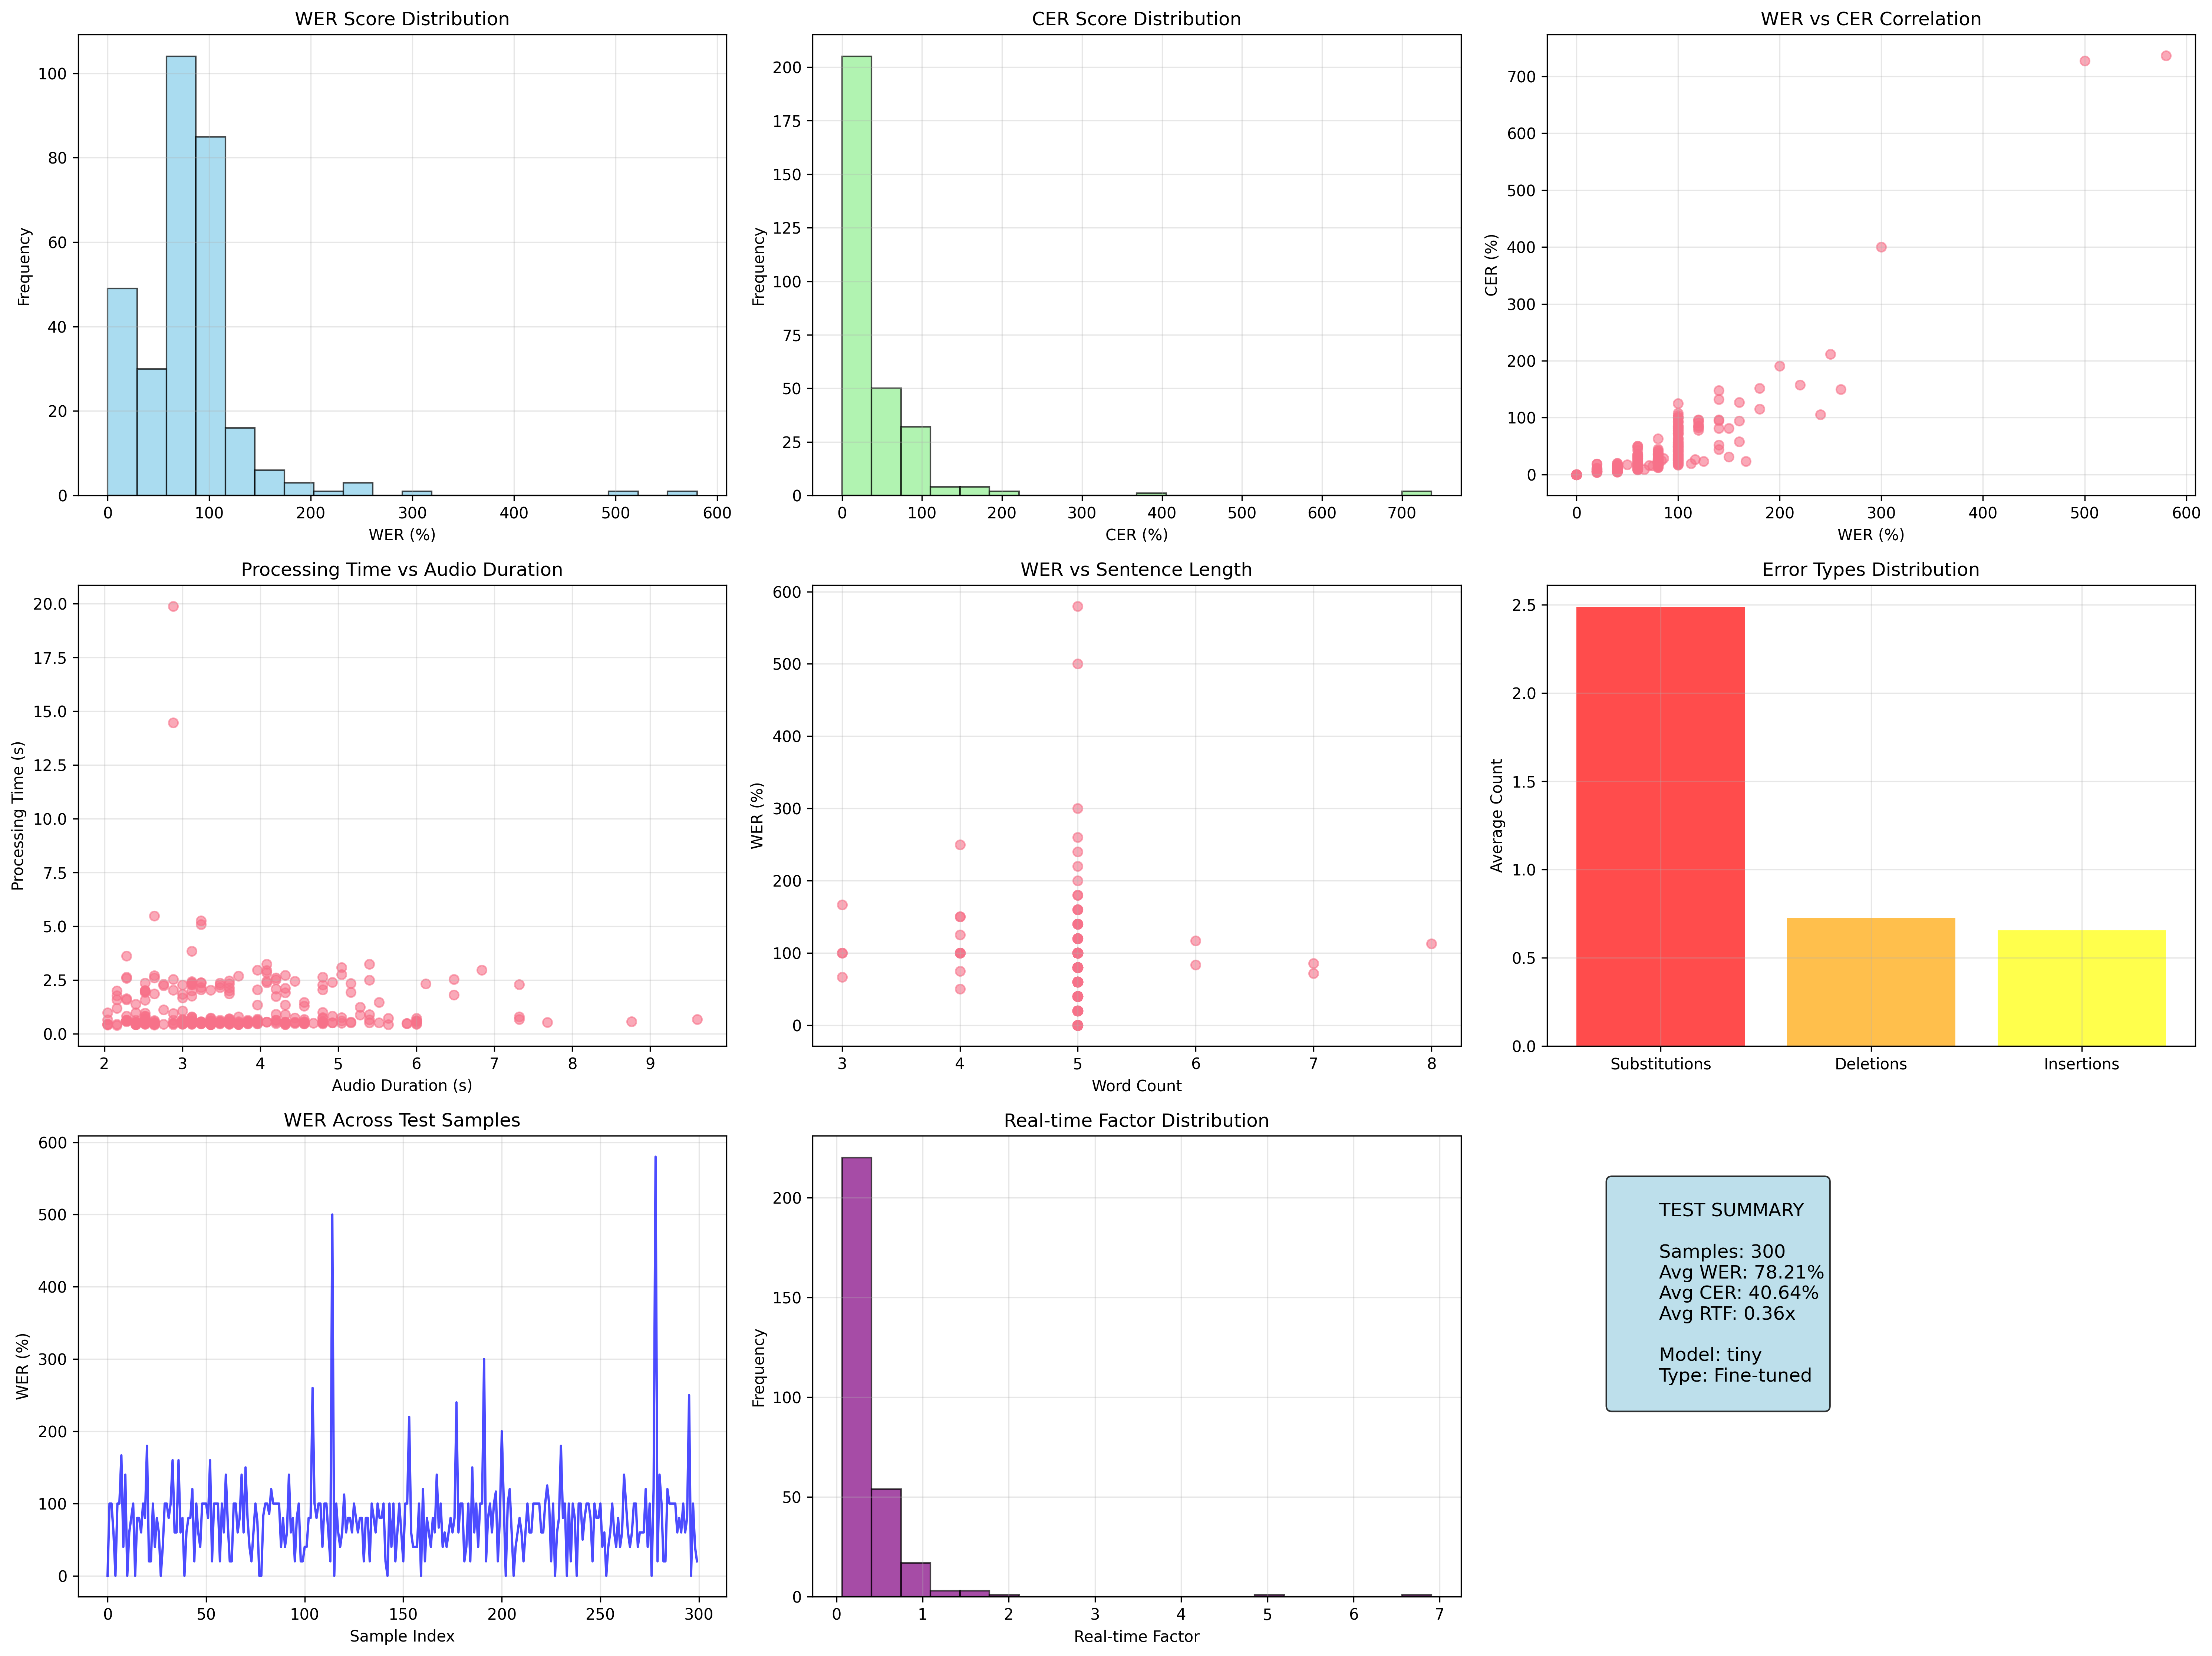 WER Score Distribution
Frequency
100
80
60
40
20
0
0 100 200 300 400 500 600
WER (%)
CER Score Distribution
Frequency
200
175
150
125
100
75
50
25
0
0 100 200 300 400 500 600 700
CER (%)
WER vs CER Correlation
CER (%)
700
600
500
400
300
200
100
0
0 100 200 300 400 500 600
WER (%)
Processing Time vs Audio Duration
Processing Time (s)
20.0
17.5
15.0
12.5
10.0
7.5
5.0
2.5
0.0
2 3 4 5 6 7 8 9
Audio Duration (s)
WER vs Sentence Length
WER (%)
600
500
400
300
200
100
0
3 4 5 6 7 8
Word Count
Error Types Distribution
Average Count
2.5
2.0
1.5
1.0
0.5
0.0
Substitutions Deletions Insertions
WER Across Test Samples
WER (%)
600
500
400
300
200
100
0
0 50 100 150 200 250 300
Sample Index
Real-time Factor Distribution
Frequency
200
150
100
50
0
0 1 2 3 4 5 6 7
Real-time Factor
TEST SUMMARY
Samples: 300
Avg WER: 78.21%
Avg CER: 40.64%
Avg RTF: 0.36x
Model: tiny
Type: Fine-tuned